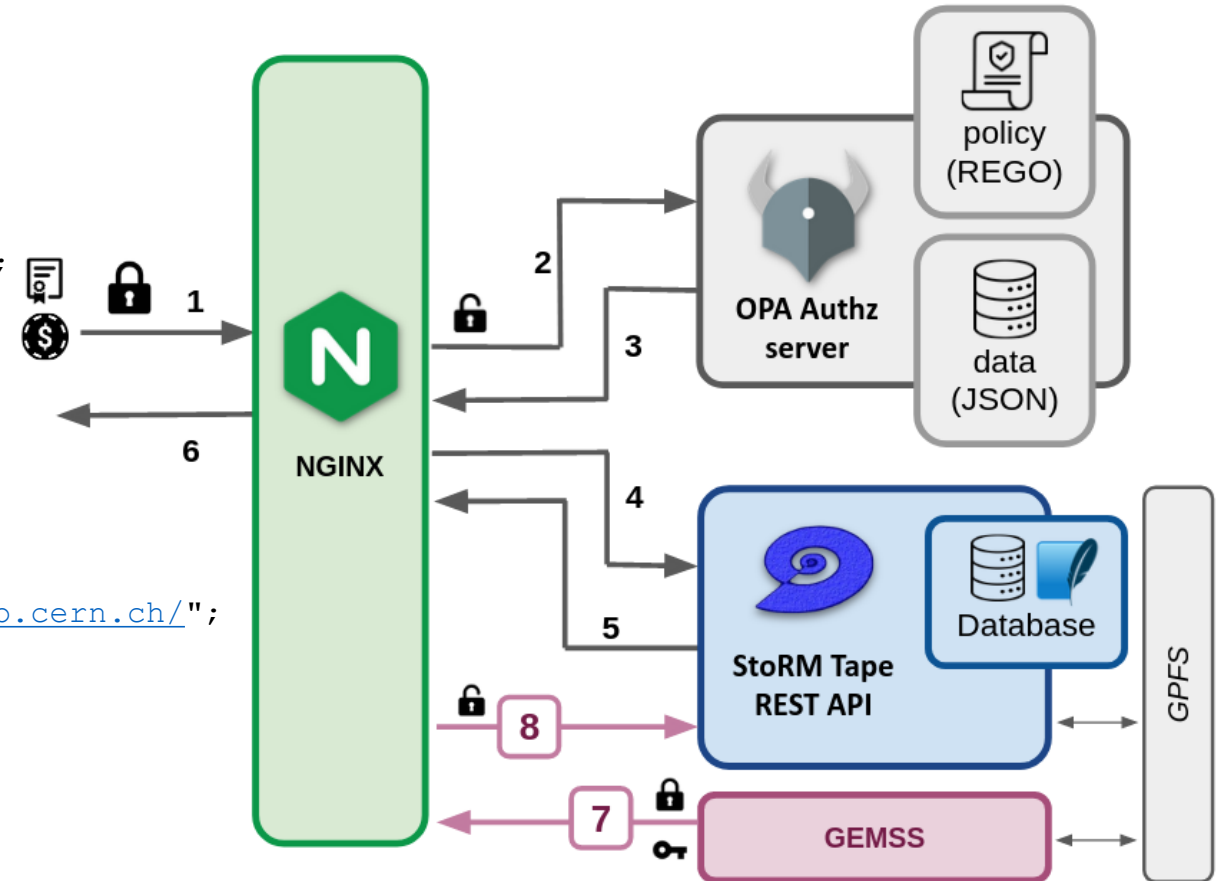 policy
(REGO)
;
1
2
OPA Authz
server
3
data
(JSON)
N
6
NGINX
4
o.cern.ch/";
5
Database
StoRM Tape
REST API
GPFS
8
7
GEMSS